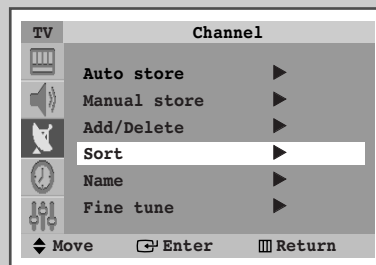 TV Channel
Auto store
Manual store
Add/Delete
Sort
Name
Fine tune
Move Enter Return